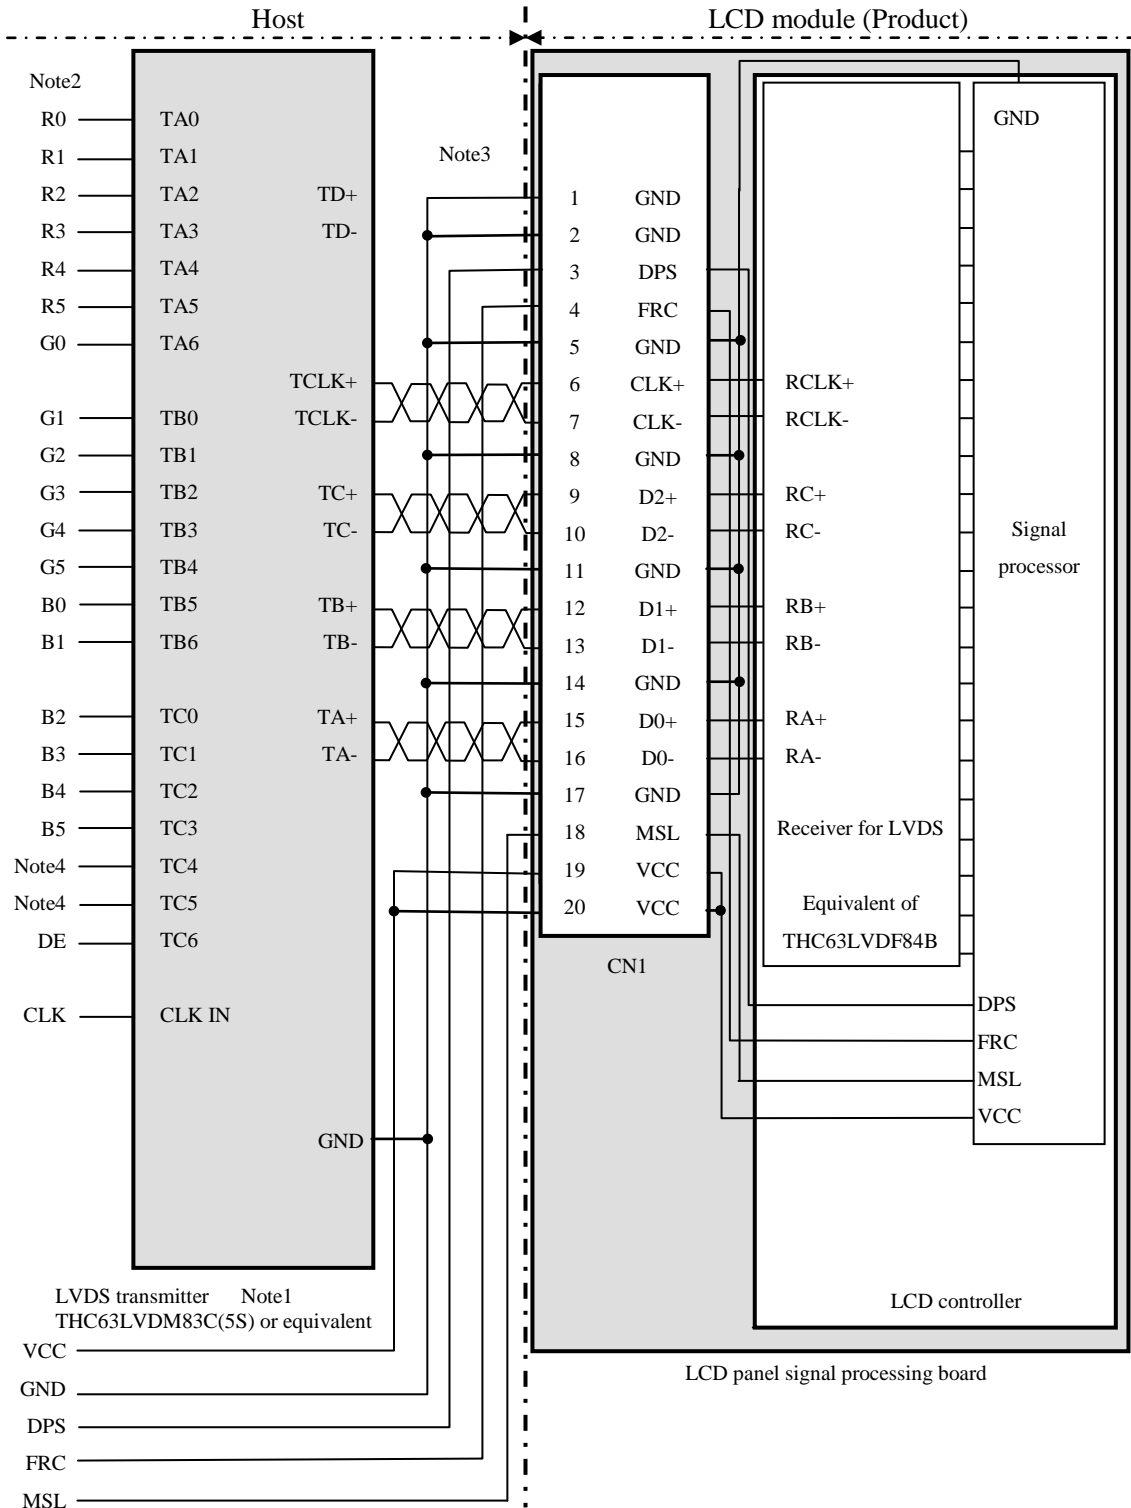 Host
LCD module (Product)
Note2
R0 TA0
R1 TA1
R2 TA2 TD+
R3 TA3 TD-
R4 TA4
R5 TA5
G0 TA6
TCLK+
G1 TB0 TCLK-
G2 TB1
G3 TB2 TC+
G4 TB3 TC-
G5 TB4
B0 TB5 TB+
B1 TB6 TB-
B2 TC0 TA+
B3 TC1 TA-
B4 TC2
B5 TC3
Note4 TC4
Note4 TC5
DE TC6
CLK CLK IN
GND
LVDS transmitter Note1
THC63LVDM83C(5S) or equivalent
VCC
GND
DPS
FRC
MSL
Note3
1 GND
2 GND
3 DPS
4 FRC
5 GND
6 CLK+
7 CLK-
8 GND
9 D2+
10 D2-
11 GND
12 D1+
13 D1-
14 GND
15 D0+
16 D0-
17 GND
18 MSL
19 VCC
20 VCC
CN1
RCLK+
RCLK-
RC+
RC-
RB+
RB-
RA+
RA-
Receiver for LVDS
Equivalent of
THC63LVDF84B
GND
Signal
processor
DPS
FRC
MSL
VCC
LCD controller
LCD panel signal processing board